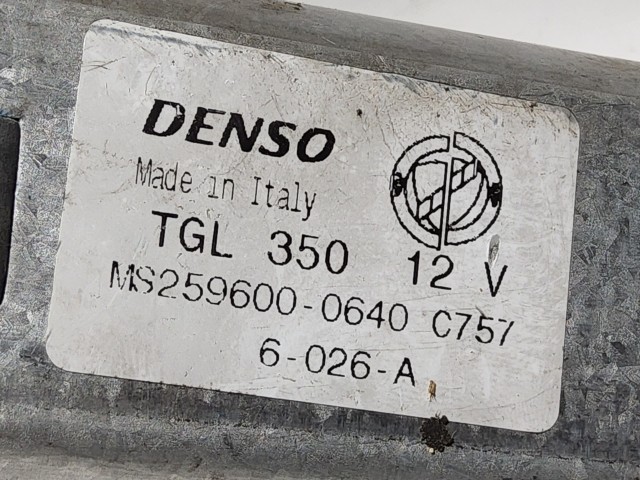 DENSO
Made in Italy
TGL 350 12 V
MS259600-0640 C757
6-026-A